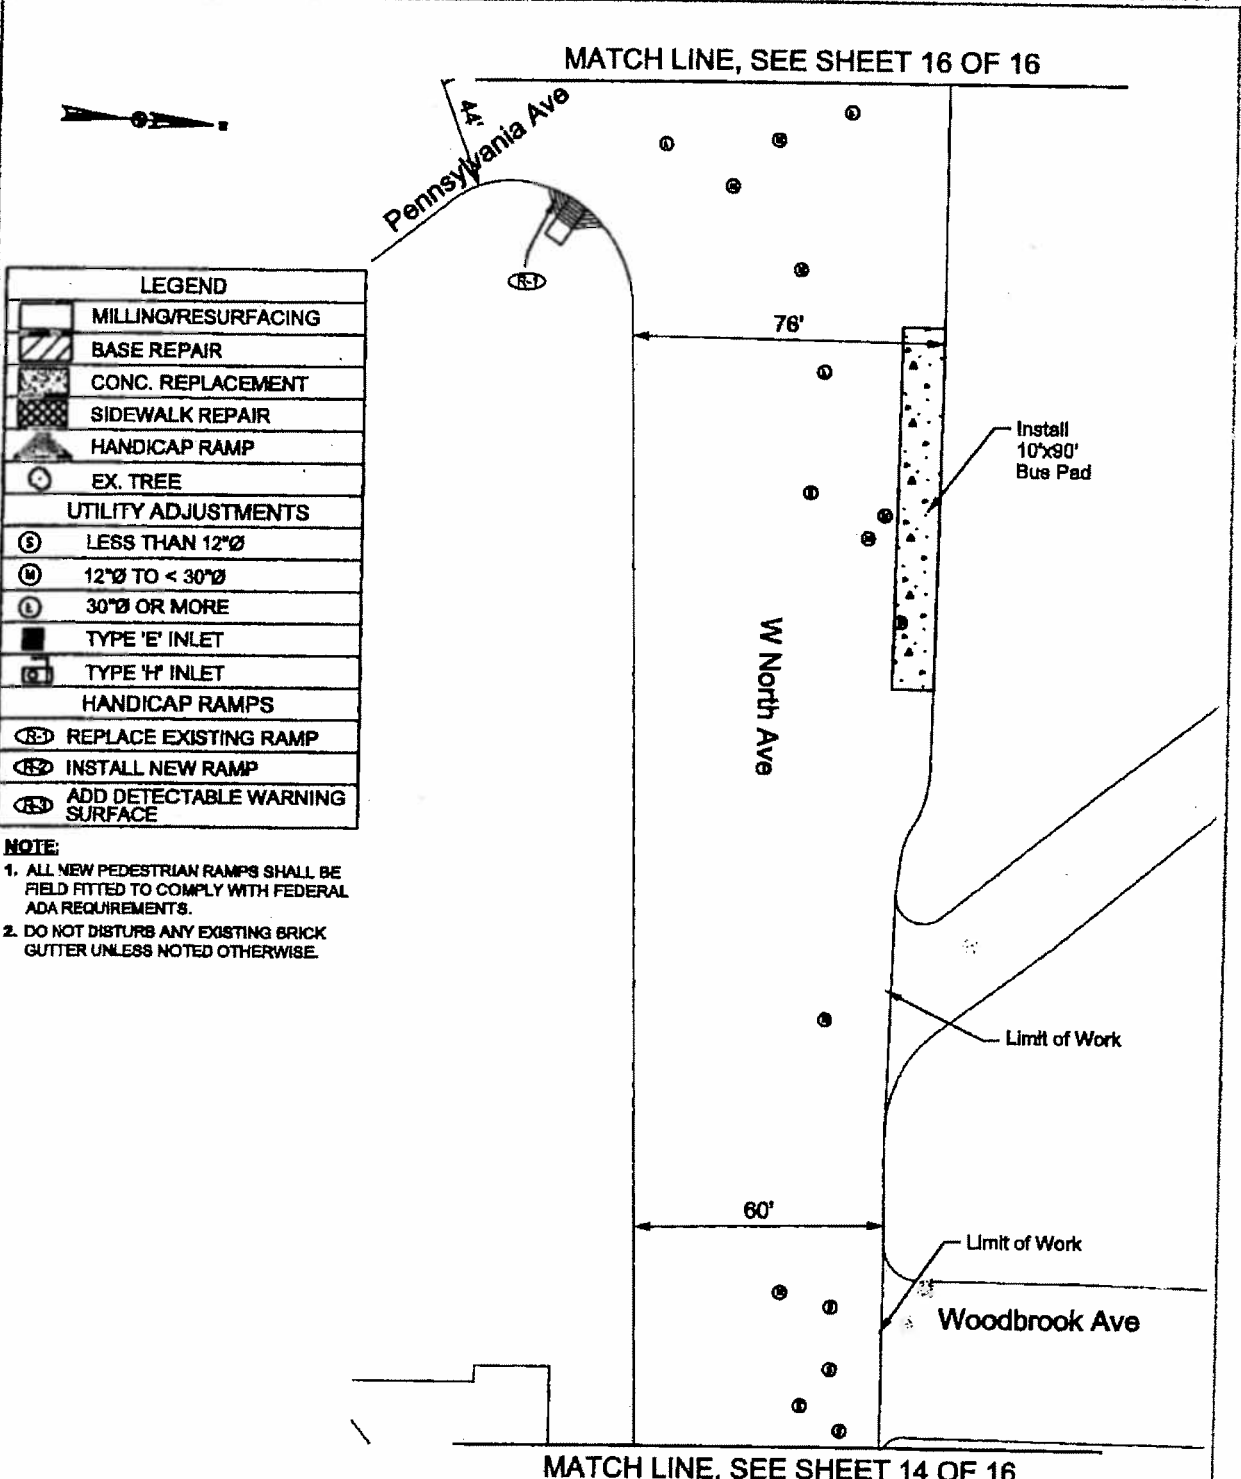 MATCH LINE, SEE SHEET 16 OF 16
44'
Pennsylvania Ave
R-1
LEGEND
MILLING/RESURFACING
BASE REPAIR
CONC. REPLACEMENT
SIDEWALK REPAIR
HANDICAP RAMP
EX. TREE
UTILITY ADJUSTMENTS
S LESS THAN 12"Ø
M 12"Ø TO < 30"Ø
L 30"Ø OR MORE
TYPE 'E' INLET
TYPE 'H' INLET
HANDICAP RAMPS
R-1 REPLACE EXISTING RAMP
R-2 INSTALL NEW RAMP
R-3 ADD DETECTABLE WARNING
SURFACE
NOTE:
1. ALL NEW PEDESTRIAN RAMPS SHALL BE
FIELD FITTED TO COMPLY WITH FEDERAL
ADA REQUIREMENTS.
2. DO NOT DISTURB ANY EXISTING BRICK
GUTTER UNLESS NOTED OTHERWISE.
76'
Install
10'x90'
Bus Pad
W North Ave
Limit of Work
60'
Limit of Work
Woodbrook Ave
MATCH LINE, SEE SHEET 14 OF 16